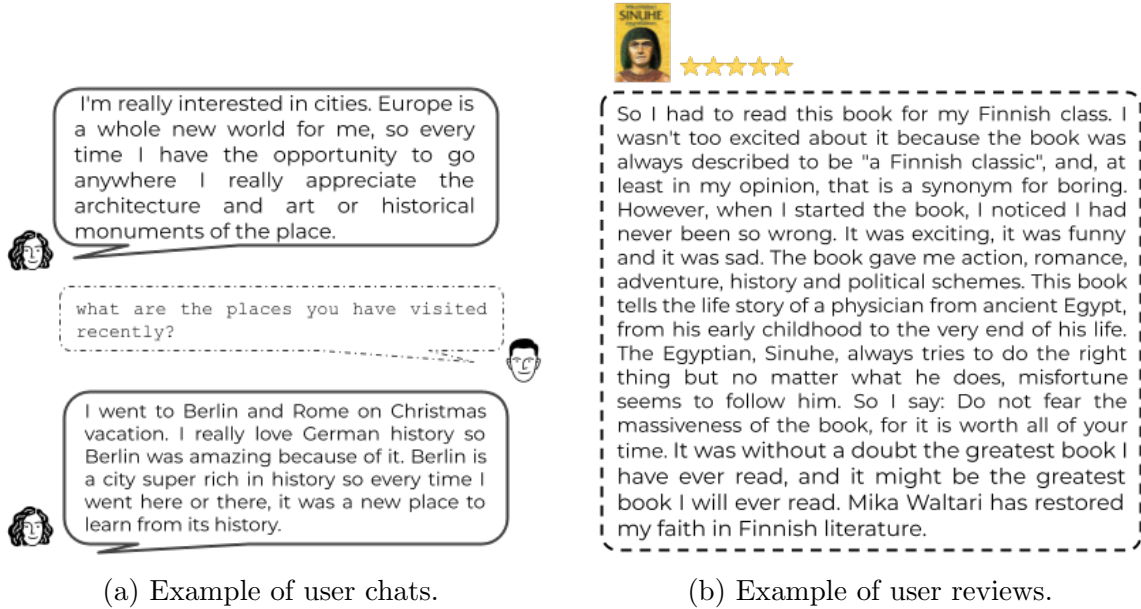 I'm really interested in cities. Europe is
a whole new world for me, so every
time I have the opportunity to go
anywhere I really appreciate the
architecture and art or historical
monuments of the place.
what are the places you have visited
recently?
I went to Berlin and Rome on Christmas
vacation. I really love German history so
Berlin was amazing because of it. Berlin is
a city super rich in history so every time I
went here or there, it was a new place to
learn from its history.
(a) Example of user chats.
SINUHE
So I had to read this book for my Finnish class. I
wasn't too excited about it because the book was
always described to be "a Finnish classic", and, at
least in my opinion, that is a synonym for boring.
However, when I started the book, I noticed I had
never been so wrong. It was exciting, it was funny
and it was sad. The book gave me action, romance,
adventure, history and political schemes. This book
tells the life story of a physician from ancient Egypt,
from his early childhood to the very end of his life.
The Egyptian, Sinuhe, always tries to do the right
thing but no matter what he does, misfortune
seems to follow him. So I say: Do not fear the
massiveness of the book, for it is worth all of your
time. It was without a doubt the greatest book I
have ever read, and it might be the greatest
book I will ever read. Mika Waltari has restored
my faith in Finnish literature.
(b) Example of user reviews.